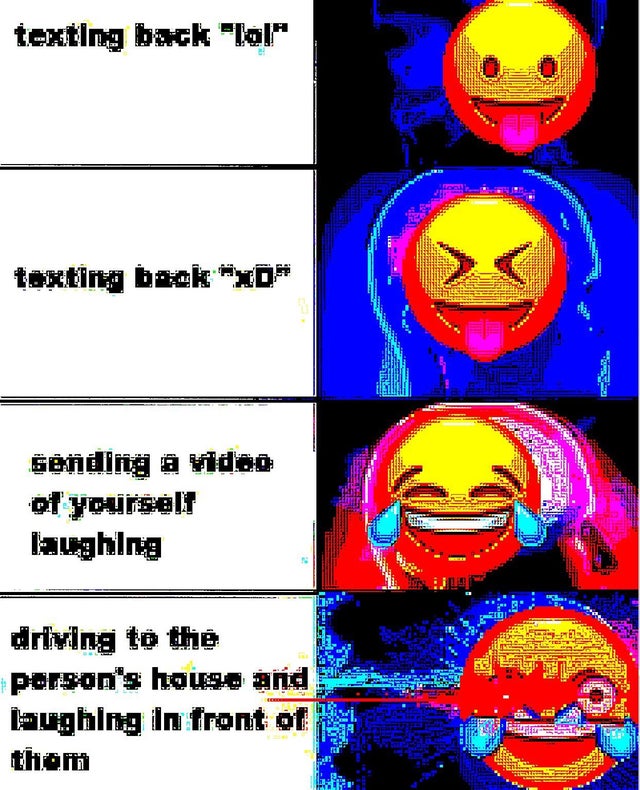 texting back "lol"
texting back "xD"
sending a video
of yourself
laughing
driving to the
person's house and
laughing in front of
them